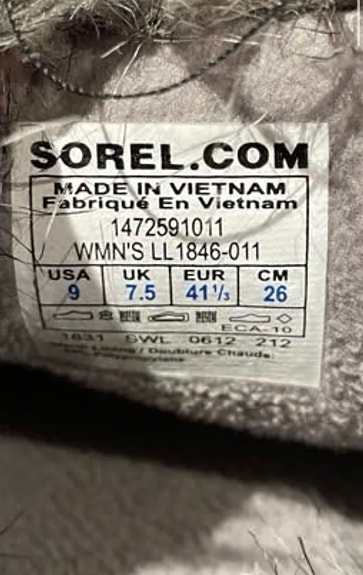 SOREL.COM
MADE IN VIETNAM
Fabriqué En Vietnam
1472591011
WMN'S LL1846-011
USA UK EUR CM
9 7.5 41 1/3 26
ECA-10
1631 SWL 0612 212
/ Doublure Chaude: